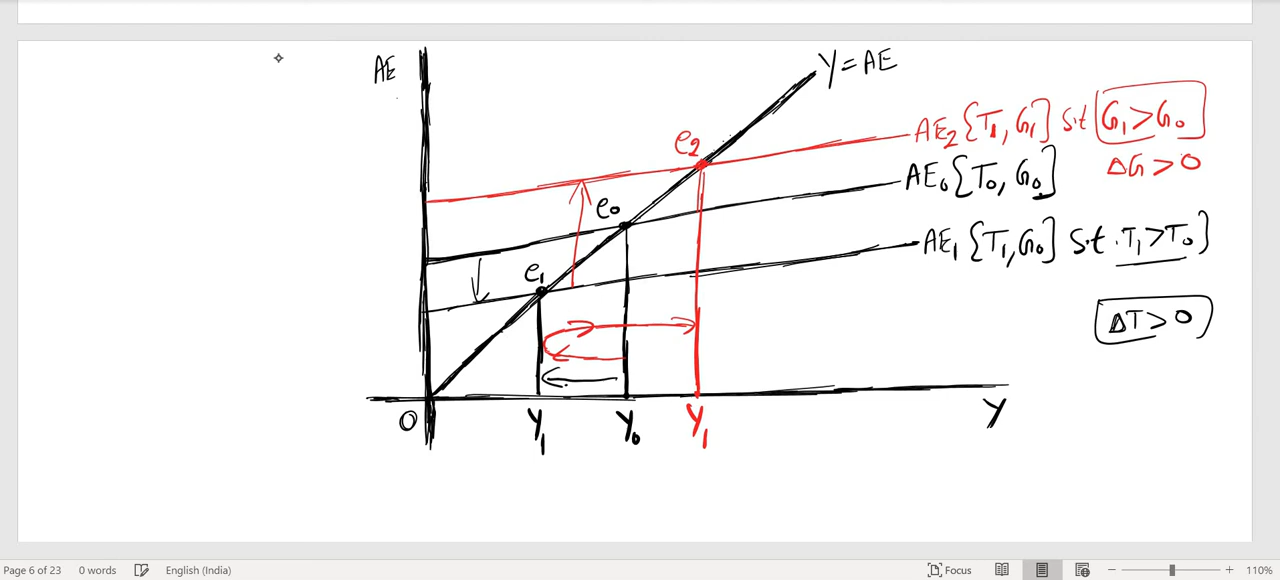 AE
Y=AE
AE₂{T₁, G₁] s.t G₁>G₀
ΔG>0
e₂
e₀
AE₀{T₀, G₀]
AE₁{T₁, G₀] s.t. T₁>T₀)
e₁
ΔT>0
O
Y₁
Y₀
Y₁
Y
Page 6 of 23 0 words English (India) Focus 110%